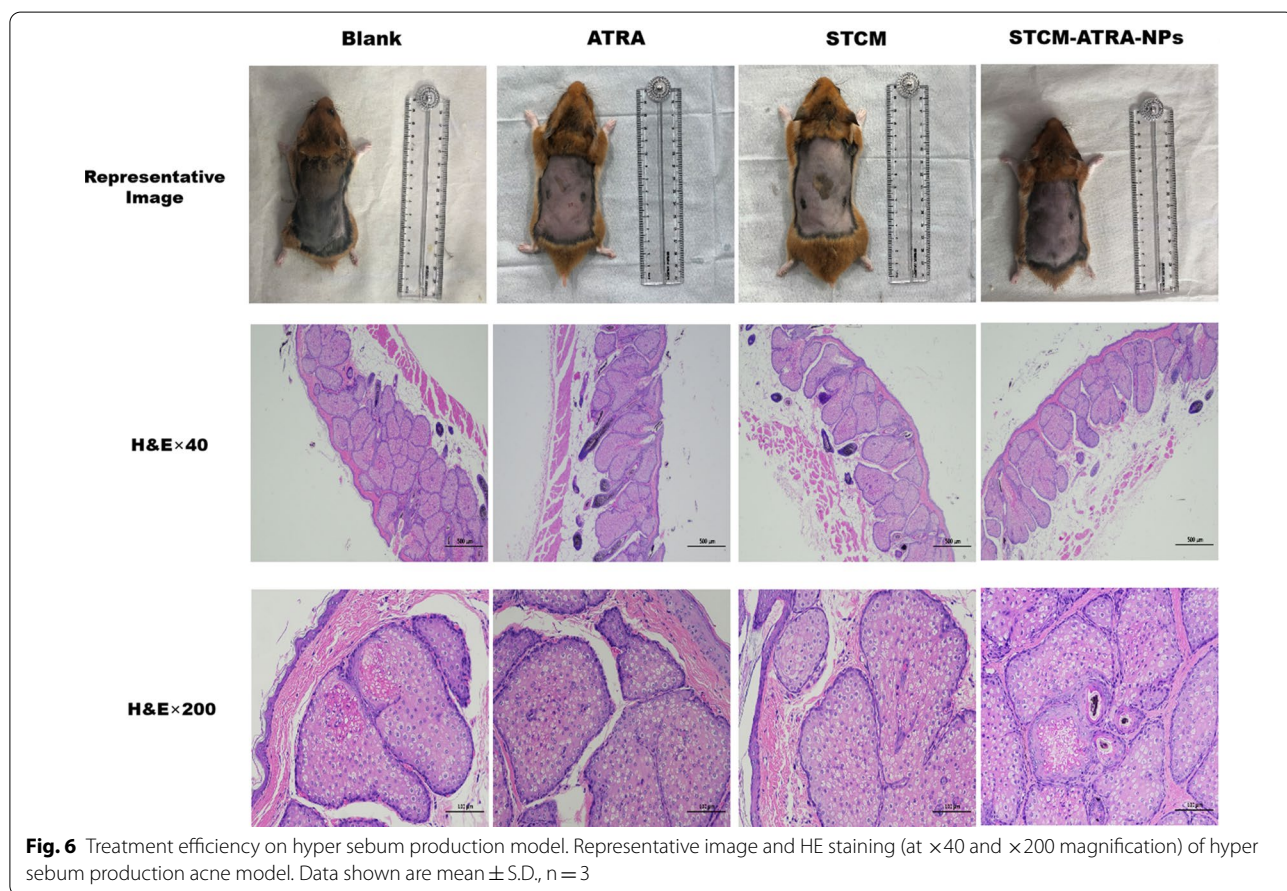 Blank ATRA STCM STCM-ATRA-NPs
Representative
Image
H&E×40
500 µm 500 µm 500 µm 500 µm
H&E×200
Fig. 6 Treatment efficiency on hyper sebum production model. Representative image and HE staining (at ×40 and ×200 magnification) of hyper
sebum production acne model. Data shown are mean ± S.D., n = 3